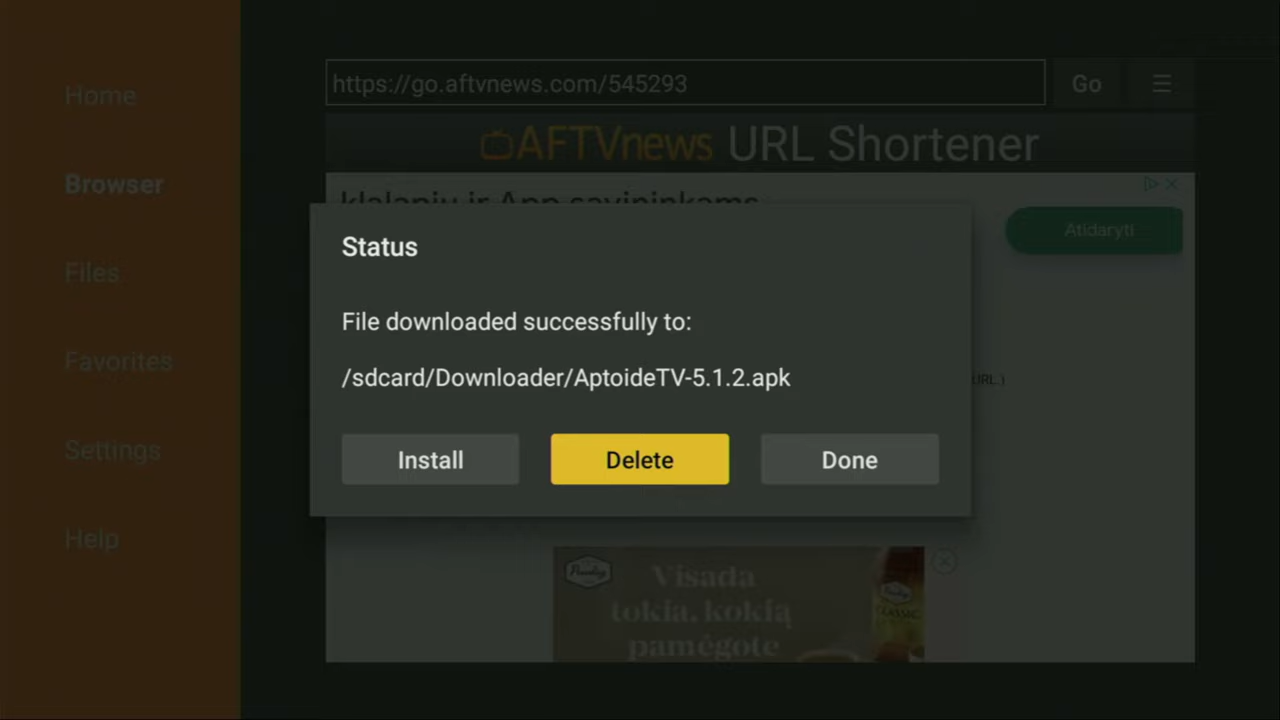 Home
Browser
Files
Favorites
Settings
Help
https://go.aftvnews.com/545293
Go
AFTVnews URL Shortener
Atidaryti
Status
File downloaded successfully to:
/sdcard/Downloader/AptoideTV-5.1.2.apk
Install
Delete
Done
URL.)
Visada
tokia, kokią
pamėgote